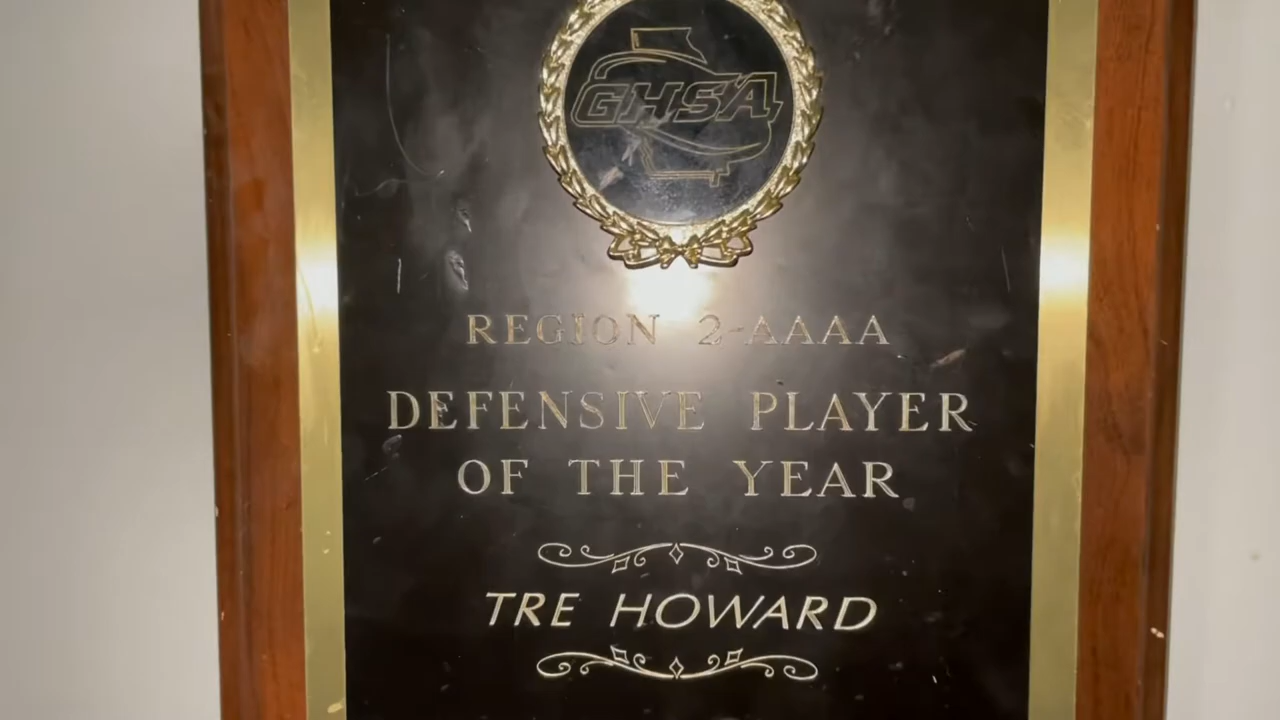 GHSA
REGION 2-AAAA
DEFENSIVE PLAYER
OF THE YEAR
TRE HOWARD